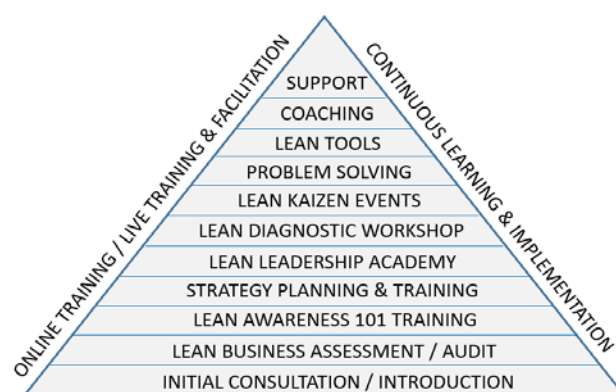 ONLINE TRAINING / LIVE TRAINING & FACILITATION
CONTINUOUS LEARNING & IMPLEMENTATION
SUPPORT
COACHING
LEAN TOOLS
PROBLEM SOLVING
LEAN KAIZEN EVENTS
LEAN DIAGNOSTIC WORKSHOP
LEAN LEADERSHIP ACADEMY
STRATEGY PLANNING & TRAINING
LEAN AWARENESS 101 TRAINING
LEAN BUSINESS ASSESSMENT / AUDIT
INITIAL CONSULTATION / INTRODUCTION